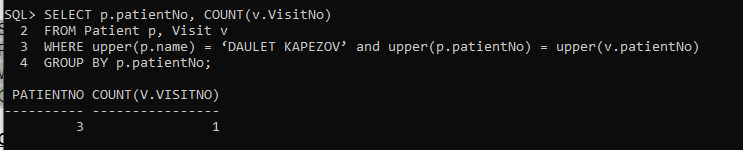 SQL> SELECT p.patientNo, COUNT(v.VisitNo)
2 FROM Patient p, Visit v
3 WHERE upper(p.name) = ‘DAULET KAPEZOV’ and upper(p.patientNo) = upper(v.patientNo)
4 GROUP BY p.patientNo;
PATIENTNO COUNT(V.VISITNO)
---------- ----------------
3 1